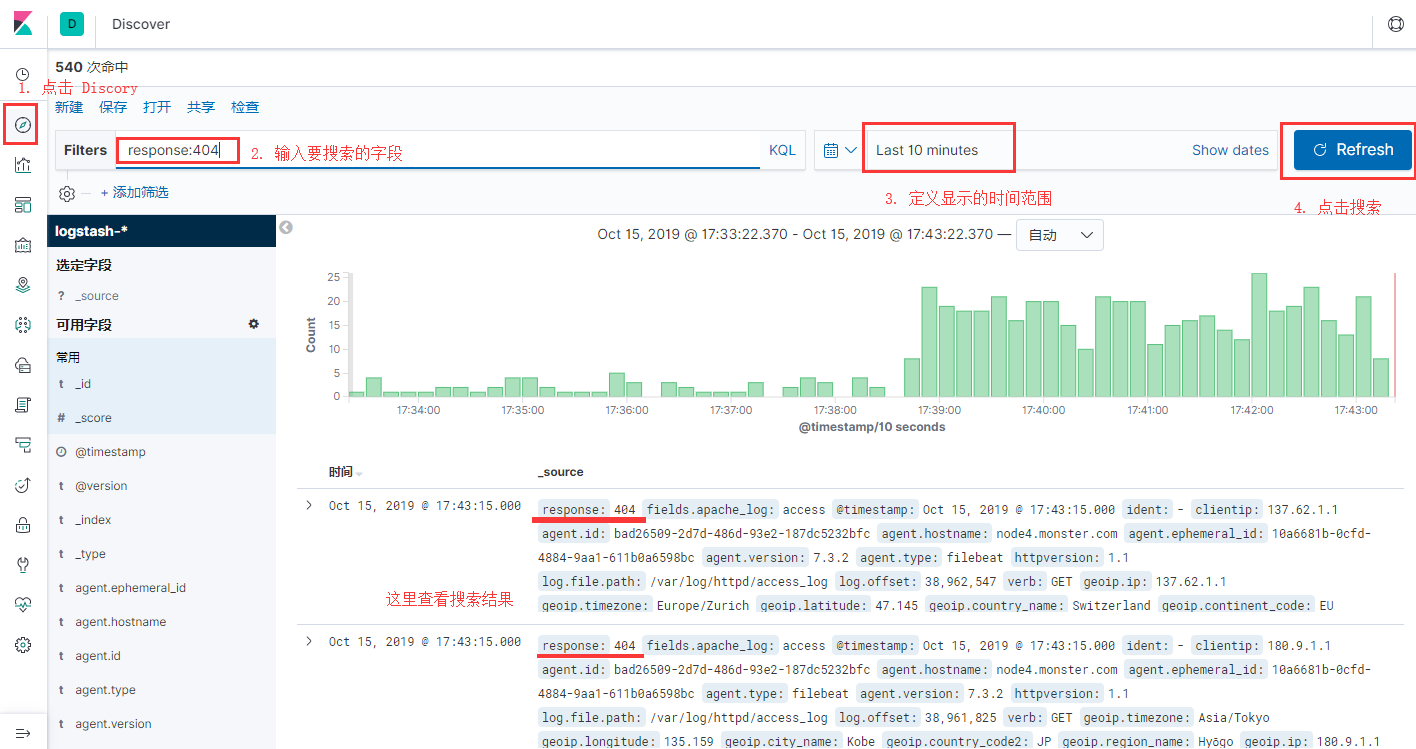 D Discover
540 次命中
1. 点击 Discory
新建 保存 打开 共享 检查
Filters response:404 2. 输入要搜索的字段 KQL Last 10 minutes Show dates Refresh
+ 添加筛选 3. 定义显示的时间范围 4. 点击搜索
logstash-*
Oct 15, 2019 @ 17:33:22.370 - Oct 15, 2019 @ 17:43:22.370 — 自动
选定字段
? _source
可用字段
常用
t _id
# _score
@timestamp
t @version
t _index
t _type
t agent.ephemeral_id
t agent.hostname
t agent.id
t agent.type
t agent.version
Count
25
20
15
10
5
0
17:34:00 17:35:00 17:36:00 17:37:00 17:38:00 17:39:00 17:40:00 17:41:00 17:42:00 17:43:00
@timestamp/10 seconds
时间 _source
Oct 15, 2019 @ 17:43:15.000 response: 404 fields.apache_log: access @timestamp: Oct 15, 2019 @ 17:43:15.000 ident: - clientip: 137.62.1.1
agent.id: bad26509-2d7d-486d-93e2-187dc5232bfc agent.hostname: node4.monster.com agent.ephemeral_id: 10a6681b-0cfd-
4884-9aa1-611b0a6598bc agent.version: 7.3.2 agent.type: filebeat httpversion: 1.1
log.file.path: /var/log/httpd/access_log log.offset: 38,962,547 verb: GET geoip.ip: 137.62.1.1
这里查看搜索结果
geoip.timezone: Europe/Zurich geoip.latitude: 47.145 geoip.country_name: Switzerland geoip.continent_code: EU
Oct 15, 2019 @ 17:43:15.000 response: 404 fields.apache_log: access @timestamp: Oct 15, 2019 @ 17:43:15.000 ident: - clientip: 180.9.1.1
agent.id: bad26509-2d7d-486d-93e2-187dc5232bfc agent.hostname: node4.monster.com agent.ephemeral_id: 10a6681b-0cfd-
4884-9aa1-611b0a6598bc agent.type: filebeat agent.version: 7.3.2 httpversion: 1.1
log.file.path: /var/log/httpd/access_log log.offset: 38,961,825 verb: GET geoip.timezone: Asia/Tokyo
geoip.longitude: 135.159 geoip.city_name: Kobe geoip.country_code2: JP geoip.region_name: Hyōgo geoip.ip: 180.9.1.1